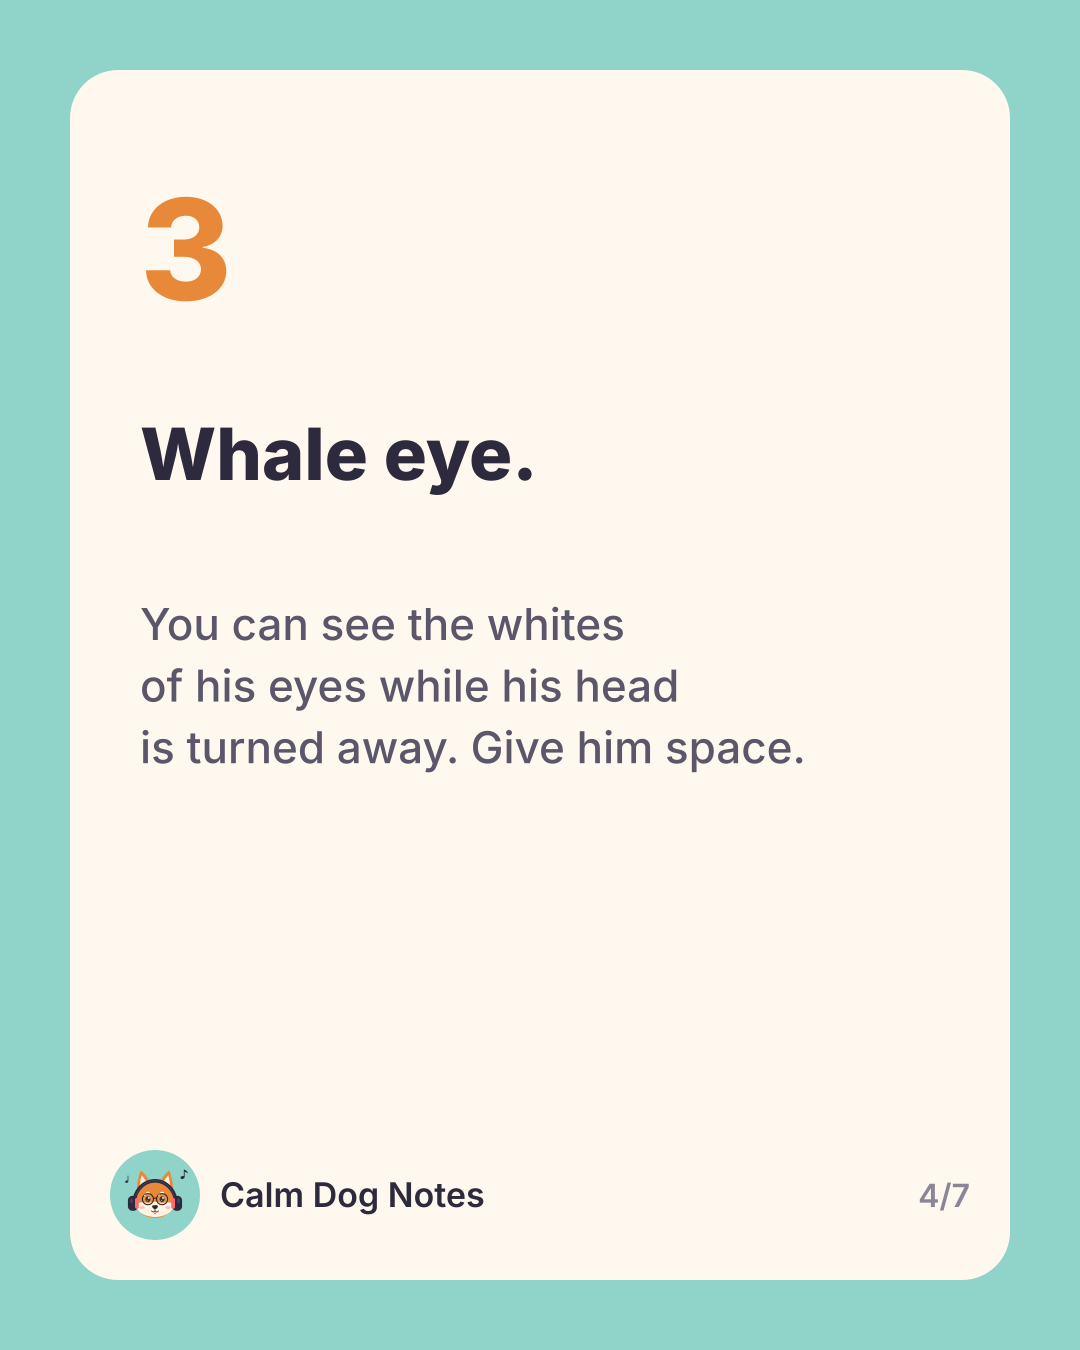 3
Whale eye.
You can see the whites
of his eyes while his head
is turned away. Give him space.
Calm Dog Notes
4/7